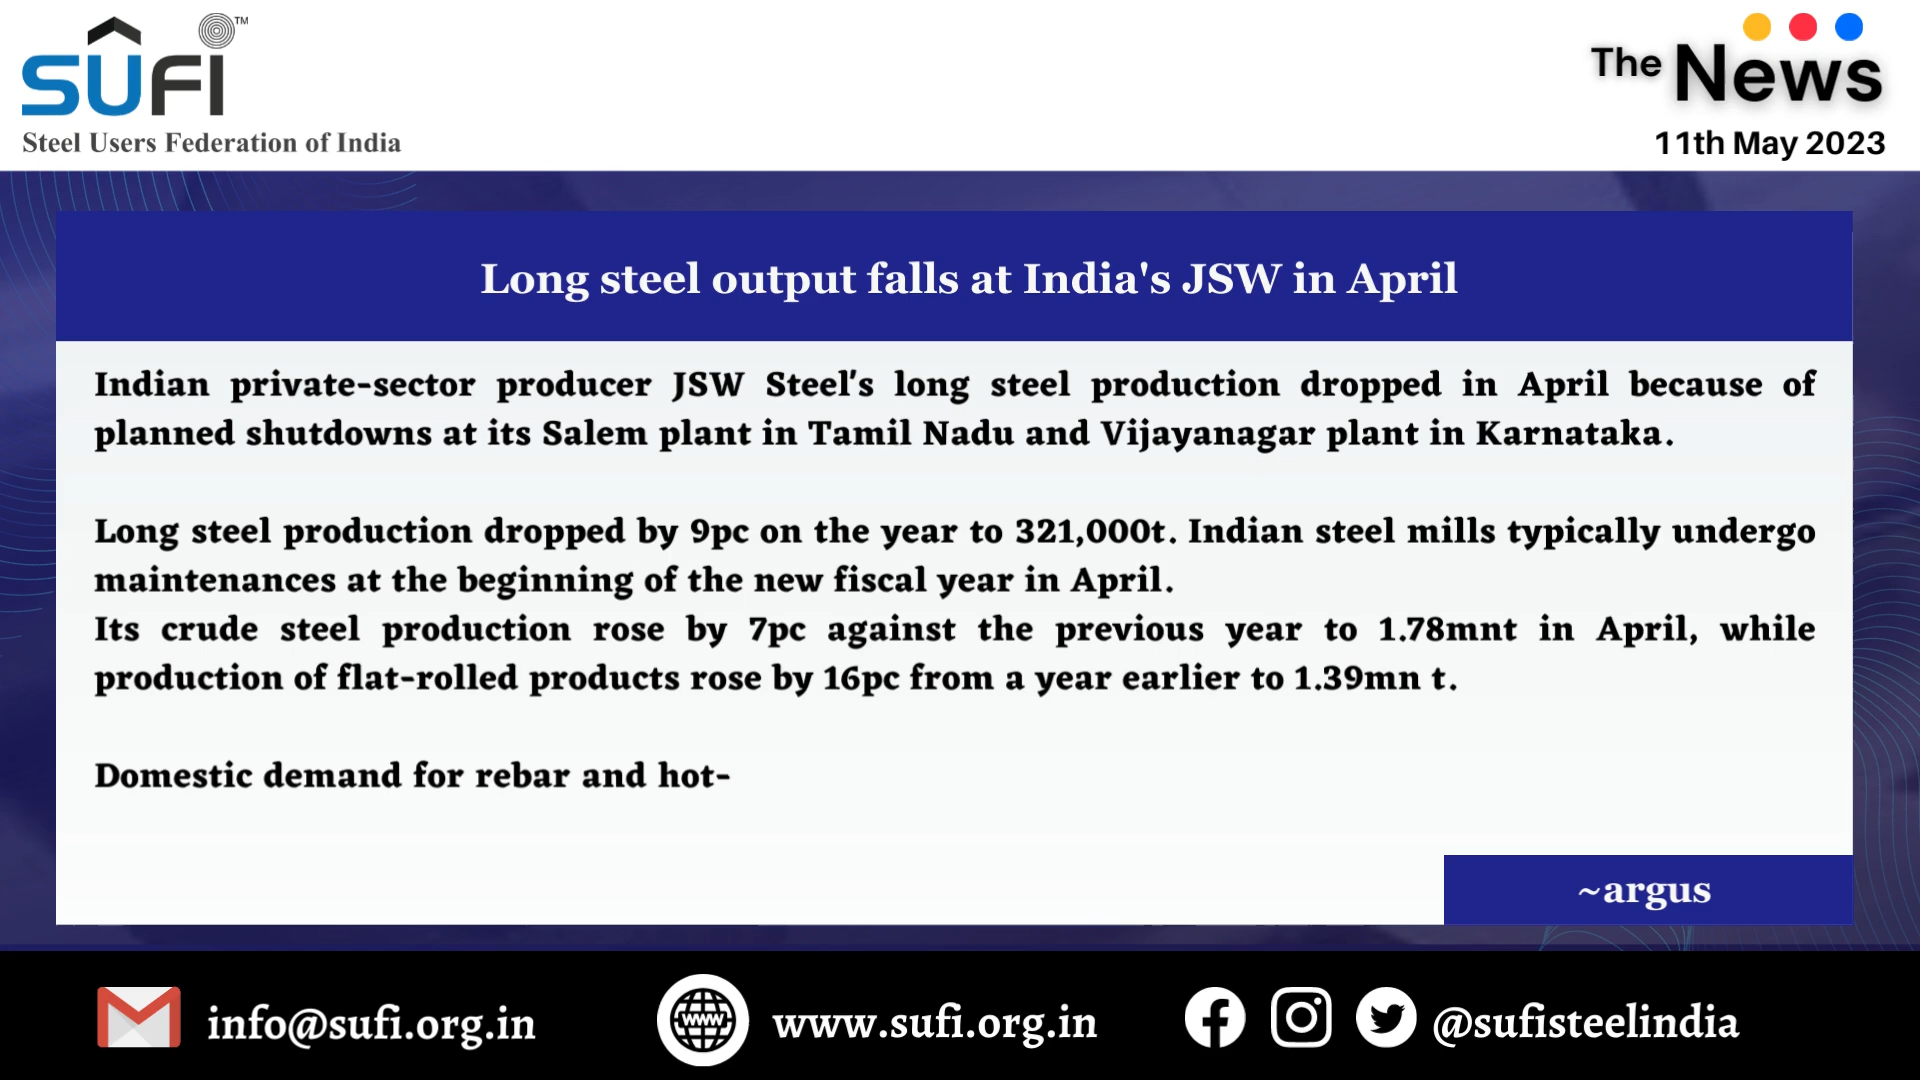 SUFI™
Steel Users Federation of India
The News
11th May 2023
Long steel output falls at India's JSW in April
Indian private-sector producer JSW Steel's long steel production dropped in April because of
planned shutdowns at its Salem plant in Tamil Nadu and Vijayanagar plant in Karnataka.
Long steel production dropped by 9pc on the year to 321,000t. Indian steel mills typically undergo
maintenances at the beginning of the new fiscal year in April.
Its crude steel production rose by 7pc against the previous year to 1.78mnt in April, while
production of flat-rolled products rose by 16pc from a year earlier to 1.39mn t.
Domestic demand for rebar and hot-
~argus
info@sufi.org.in
WWW
www.sufi.org.in
@sufisteelindia